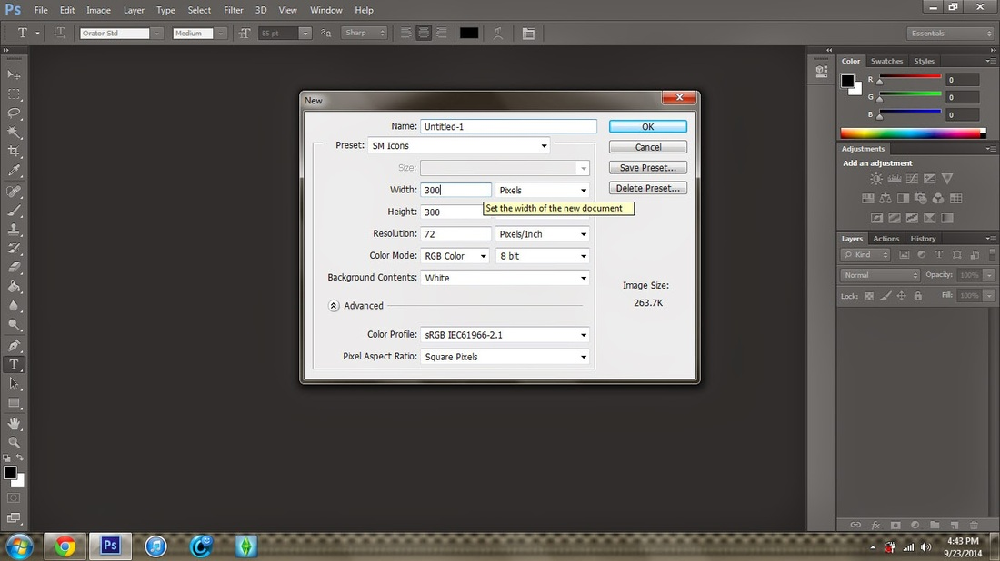 Ps File Edit Image Layer Type Select Filter 3D View Window Help
T Orator Std Medium T 85 pt aa Sharp Essentials
Color Swatches Styles
R 0
G 0
B 0
Adjustments
Add an adjustment
Layers Actions History
Kind T
Normal Opacity: 100%
Lock: Fill: 100%
fx
New
Name: Untitled-1 OK
Preset: SM Icons Cancel
Size: Save Preset...
Width: 300 Pixels Delete Preset...
Set the width of the new document
Height: 300
Resolution: 72 Pixels/Inch
Color Mode: RGB Color 8 bit
Background Contents: White
Image Size:
263.7K
Advanced
Color Profile: sRGB IEC61966-2.1
Pixel Aspect Ratio: Square Pixels
T
Ps
4:43 PM
9/23/2014